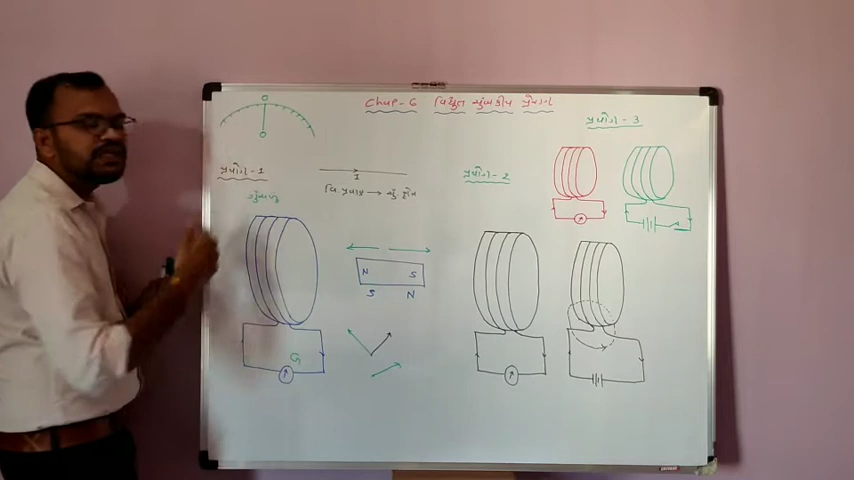 Chap-6 વિદ્યુત ચુંબકીય પ્રેરણ
પ્રયોગ-1
I
વિ.પ્રવાહ → ચું.ક્ષેત્ર
ગૂંચળુ
N S
S N
G
પ્રયોગ-2
પ્રયોગ-3